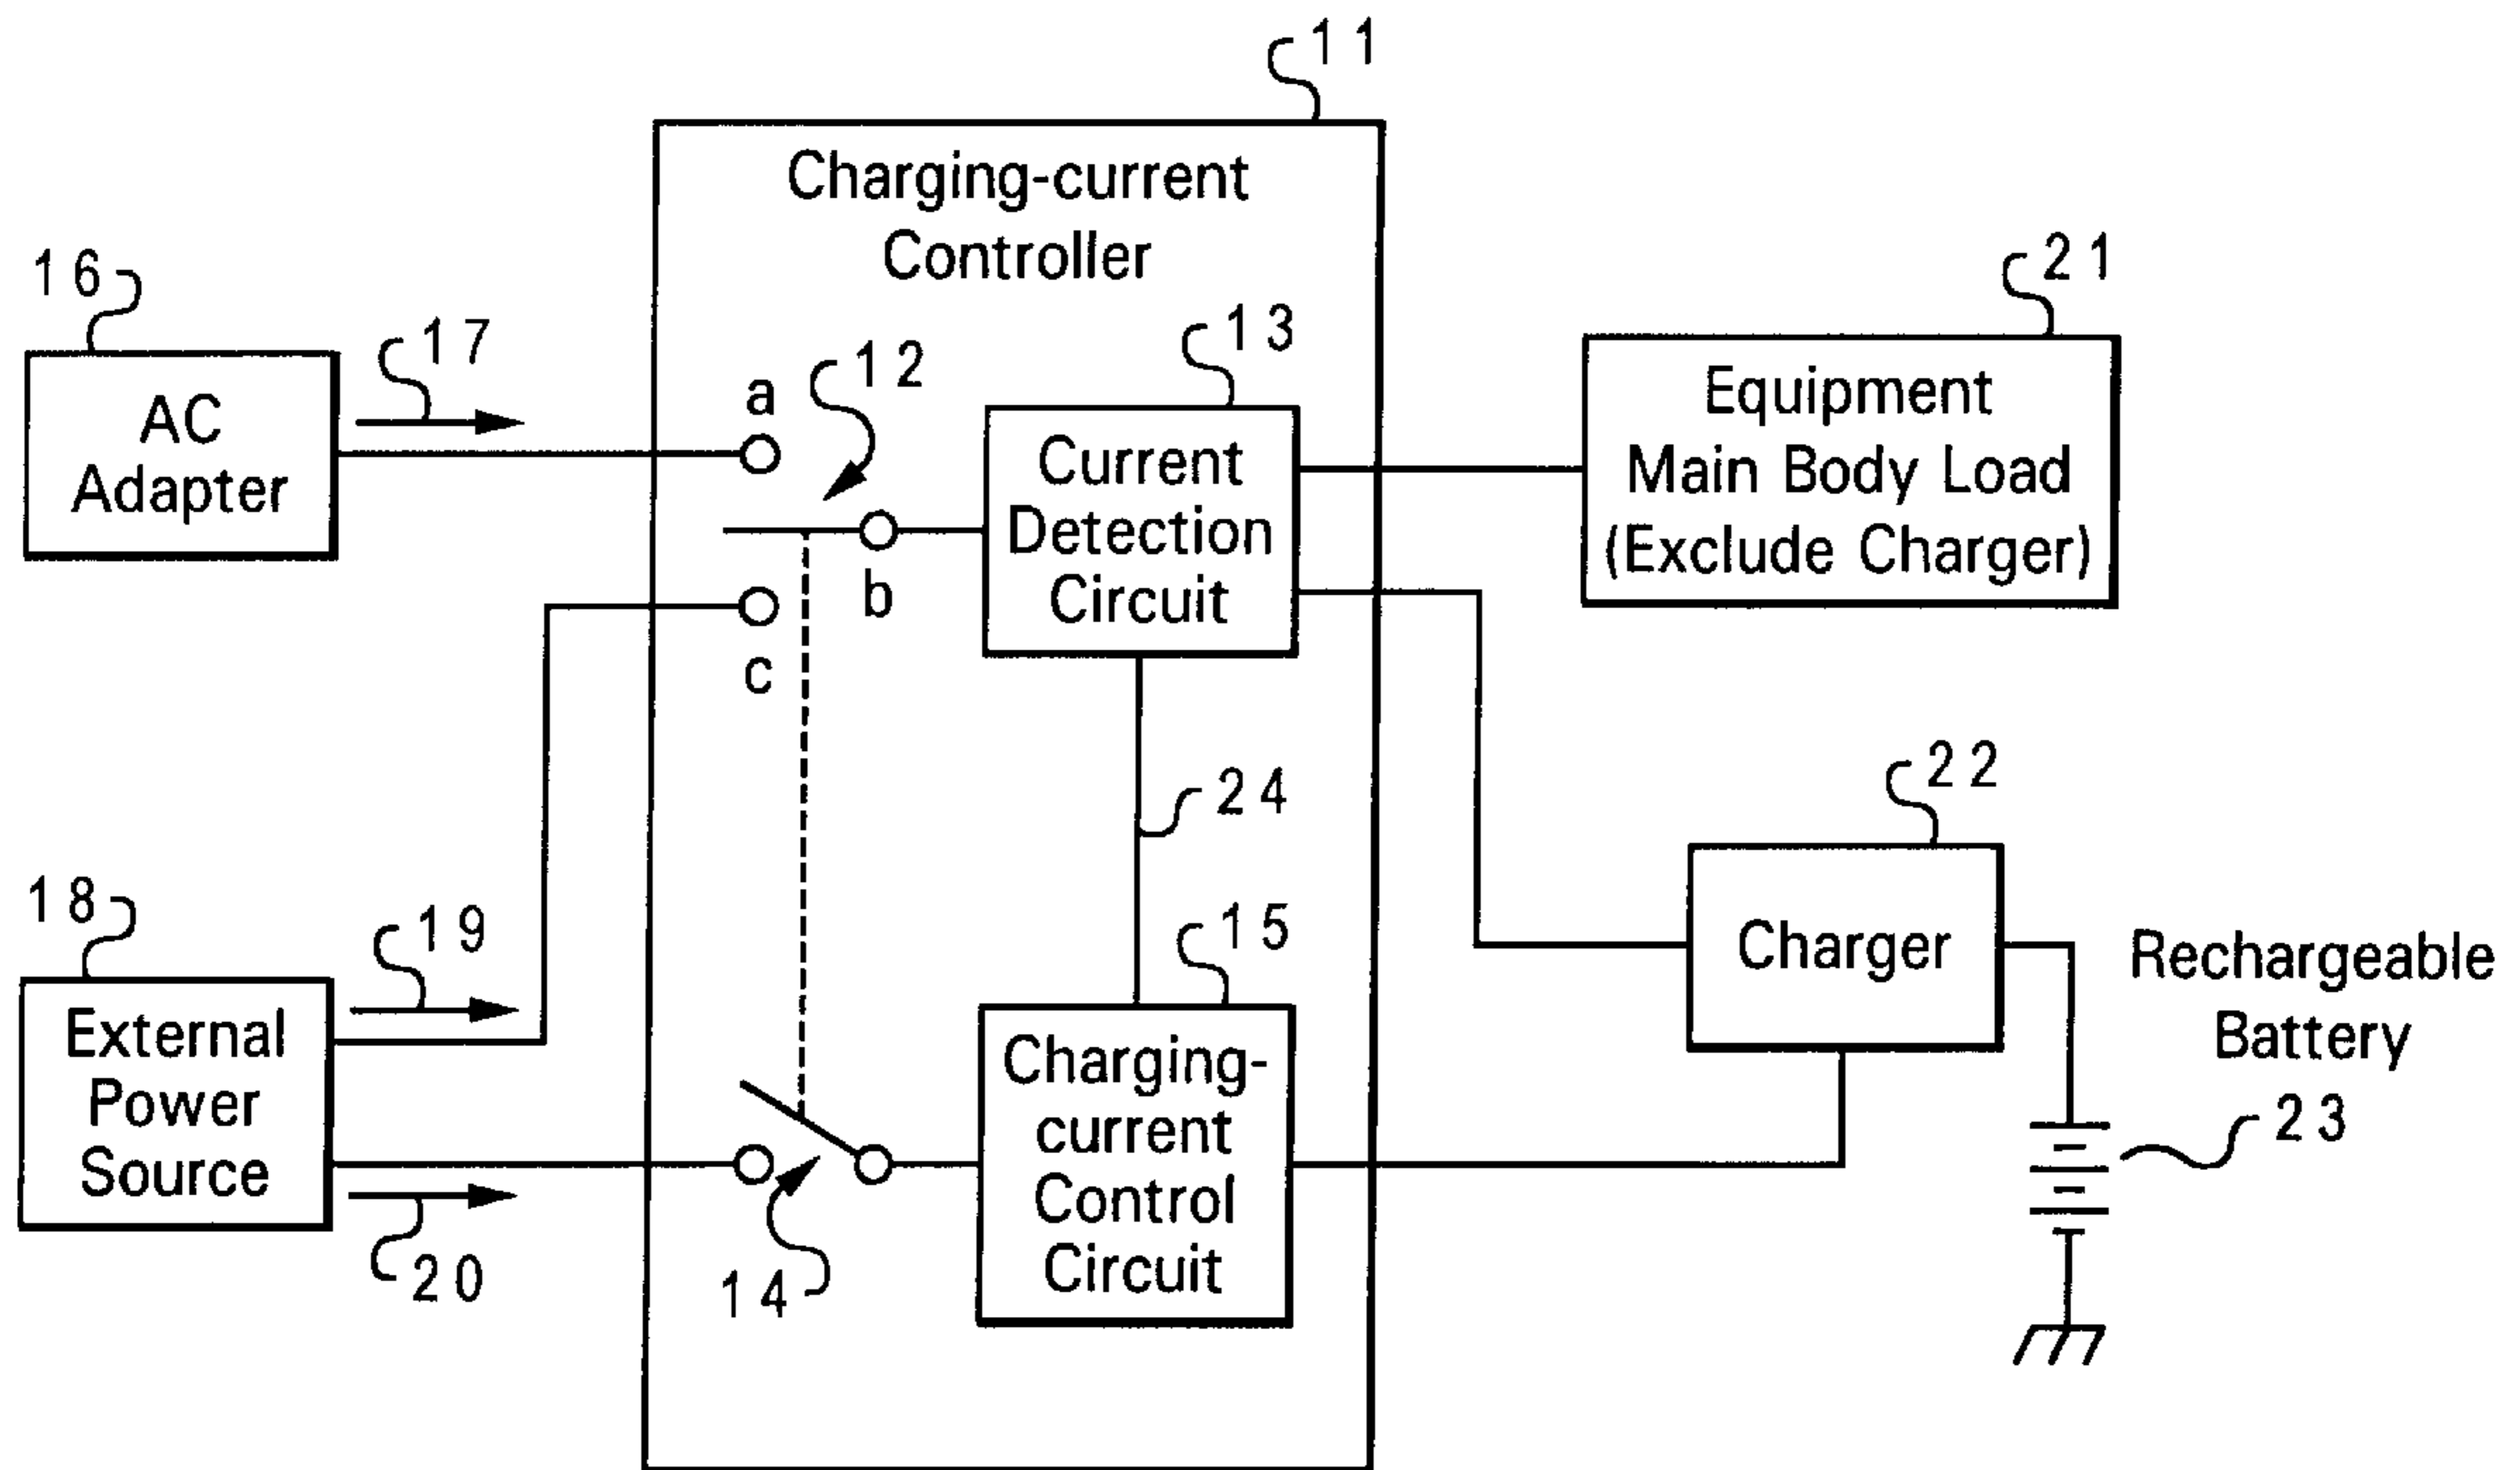 11
Charging-current
Controller
16
17
AC
Adapter
a
12
b
c
13
Current
Detection
Circuit
21
Equipment
Main Body Load
(Exclude Charger)
24
22
Charger
Rechargeable
Battery
23
18
19
External
Power
Source
20
14
15
Charging-
current
Control
Circuit